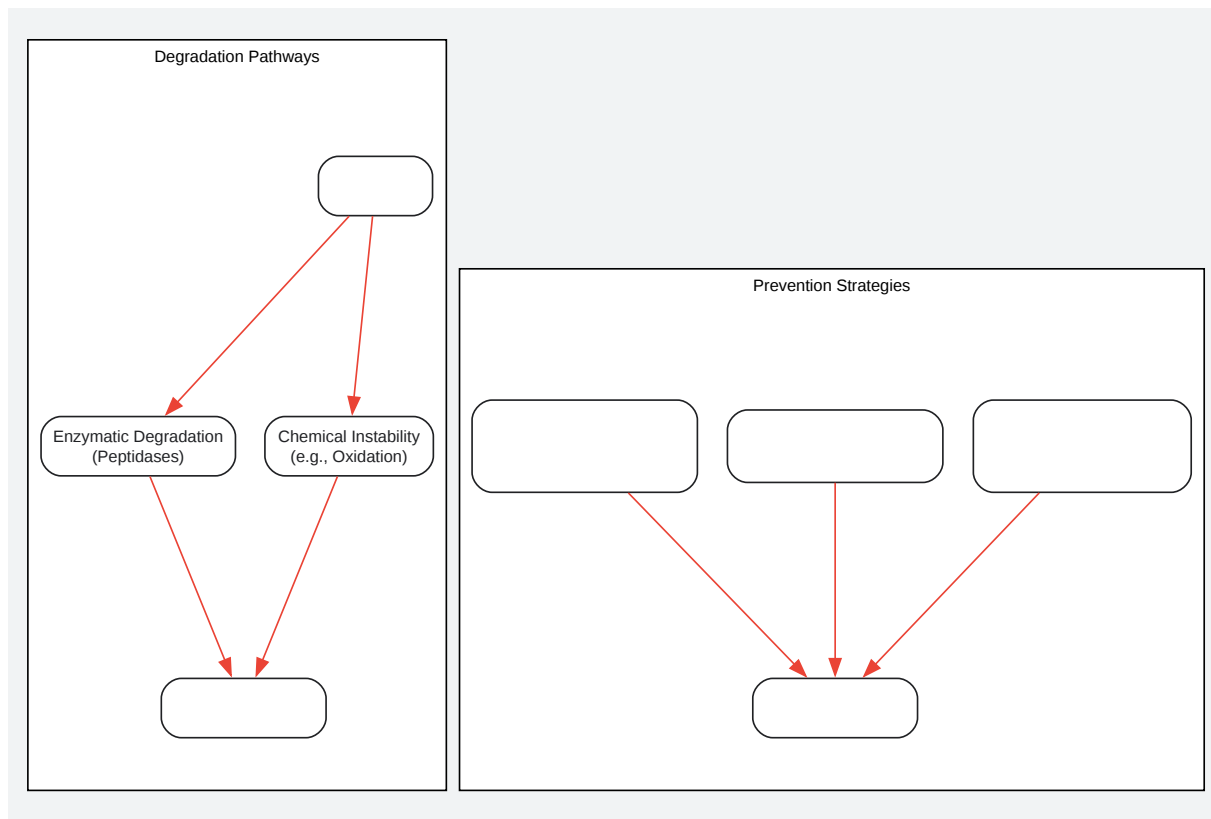 Degradation Pathways
Enzymatic Degradation
(Peptidases)
Chemical Instability
(e.g., Oxidation)
Prevention Strategies